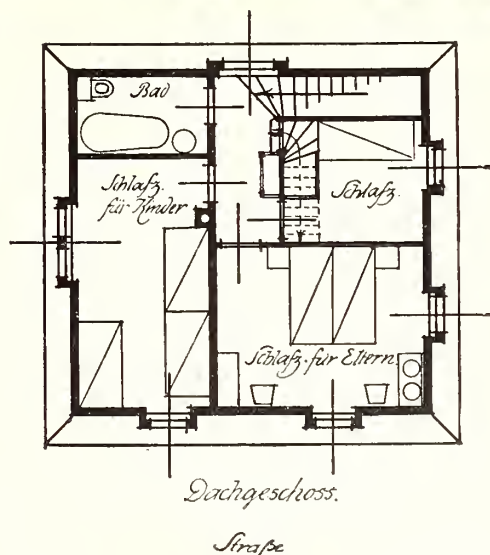 Bad
Schlafz.
für Kinder
Schlafz.
Schlafz. für Eltern.
Dachgeschoss.
Straße